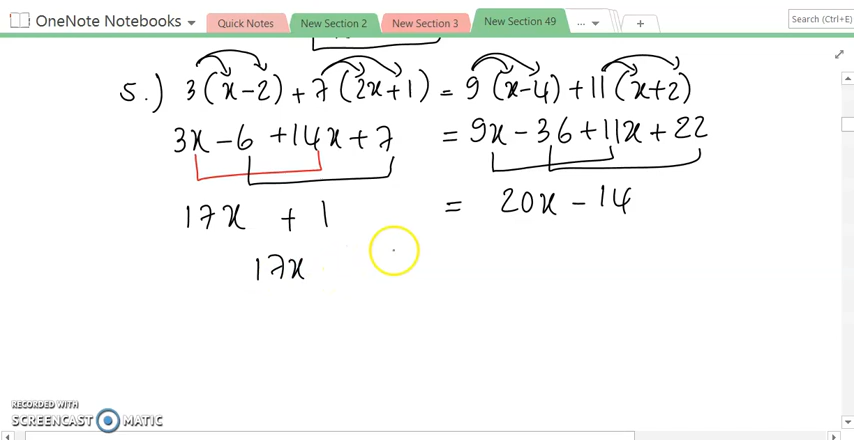 OneNote Notebooks Quick Notes New Section 2 New Section 3 New Section 49 ... + Search (Ctrl+E)
5.) 3(x-2) + 7(2x+1) = 9(x-4) + 11(x+2)
3x - 6 + 14x + 7 = 9x - 36 + 11x + 22
17x + 1 = 20x - 14
17x
RECORDED WITH
SCREENCAST MATIC